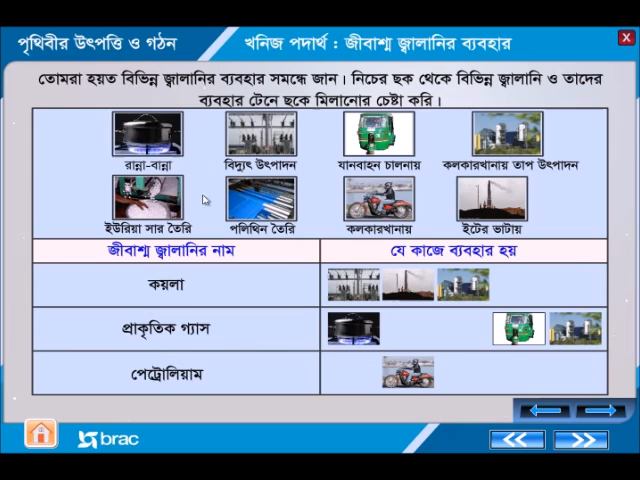 পৃথিবীর উৎপত্তি ও গঠন
খনিজ পদার্থ : জীবাশ্ম জ্বালানির ব্যবহার
তোমরা হয়ত বিভিন্ন জ্বালানির ব্যবহার সমন্ধে জান। নিচের ছক থেকে বিভিন্ন জ্বালানি ও তাদের
ব্যবহার টেনে ছকে মিলানোর চেষ্টা করি।
রান্না-বান্না
বিদ্যুৎ উৎপাদন
যানবাহন চালনায়
কলকারখানায় তাপ উৎপাদন
ইউরিয়া সার তৈরি
পলিথিন তৈরি
কলকারখানায়
ইটের ভাটায়
জীবাশ্ম জ্বালানির নাম
যে কাজে ব্যবহার হয়
কয়লা
প্রাকৃতিক গ্যাস
পেট্রোলিয়াম
brac